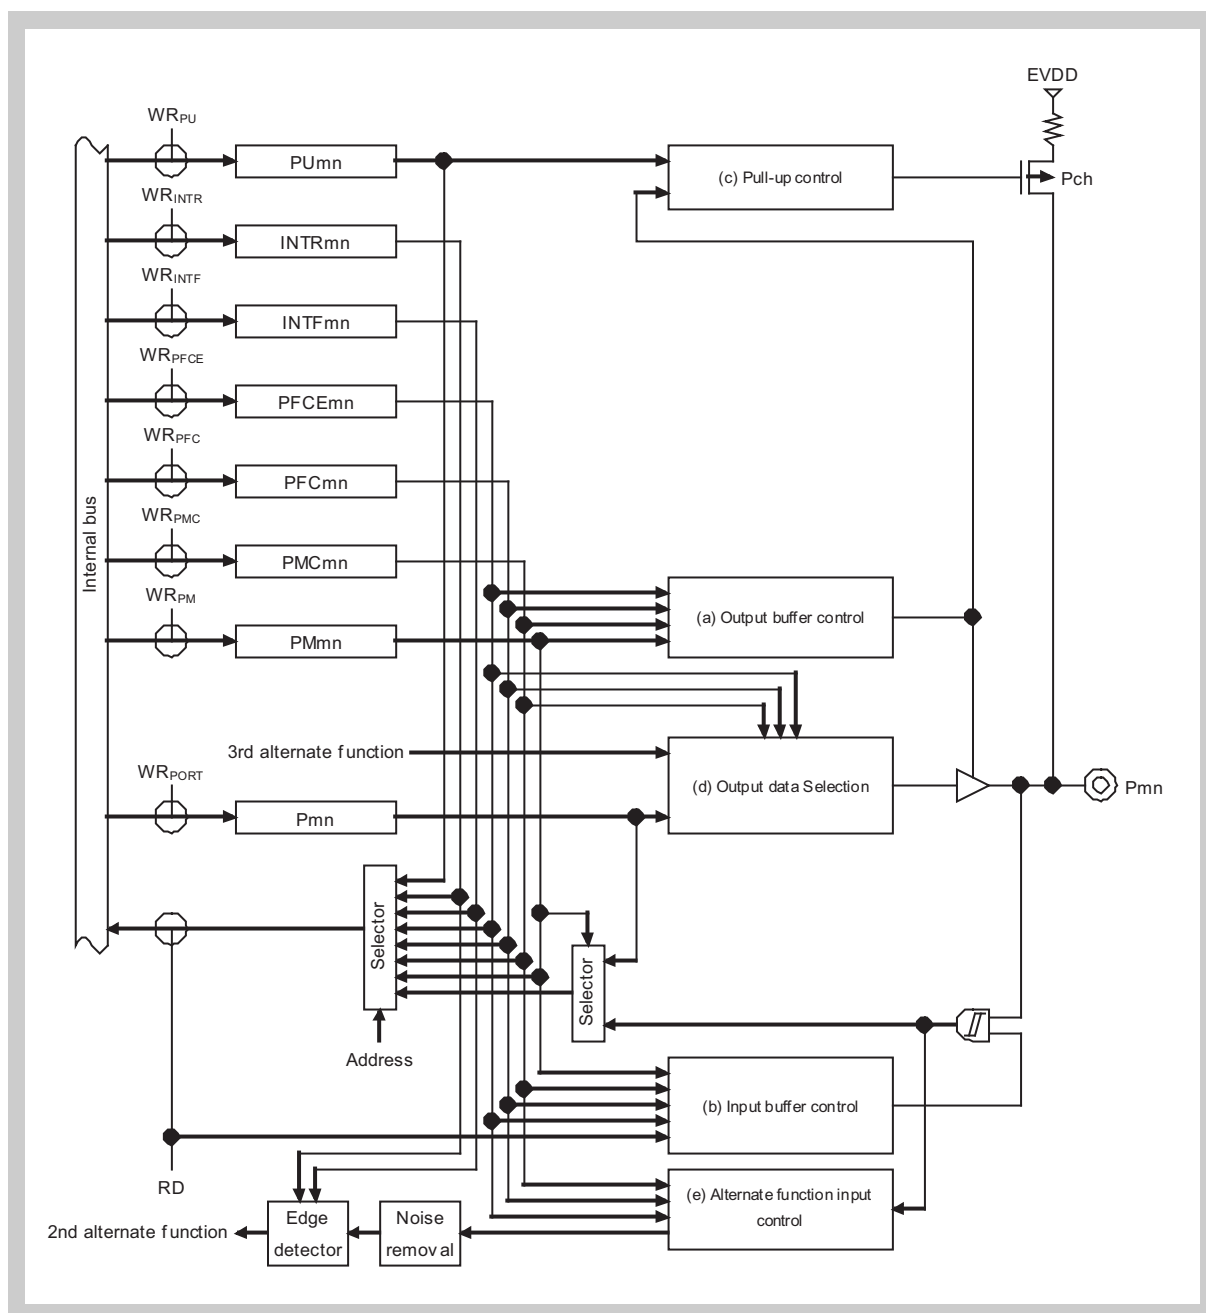 EVDD
WRPU
PUmn
(c) Pull-up control
Pch
WRINTR
INTRmn
WRINTF
INTFmn
WRPFCE
PFCEmn
WRPFC
PFCmn
Internal bus
WRPMC
PMCmn
WRPM
PMmn
(a) Output buffer control
3rd alternate function
WRPORT
Pmn
(d) Output data Selection
Pmn
Selector
Selector
Address
(b) Input buffer control
RD
(e) Alternate function input
control
2nd alternate function
Edge
detector
Noise
removal